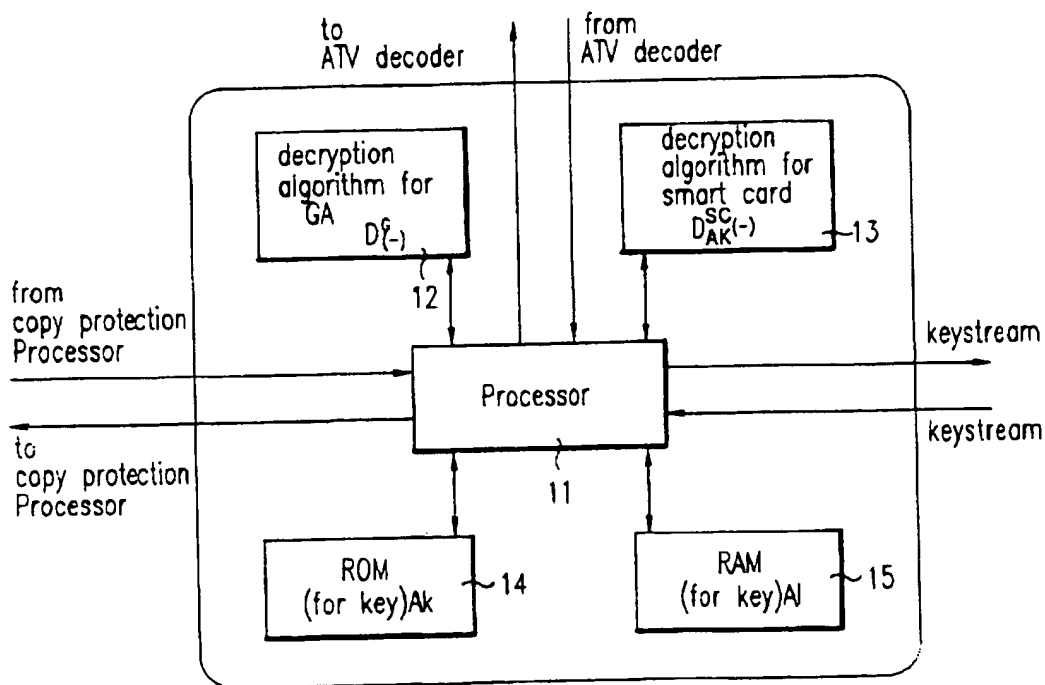 to
ATV decoder
from
ATV decoder
decryption
algorithm for
GA
D^G_(-)
12
decryption
algorithm for
smart card
D^SC_AK(-)
13
from
copy protection
Processor
to
copy protection
Processor
Processor
11
keystream
keystream
ROM
(for key)Ak
14
RAM
(for key)AI
15